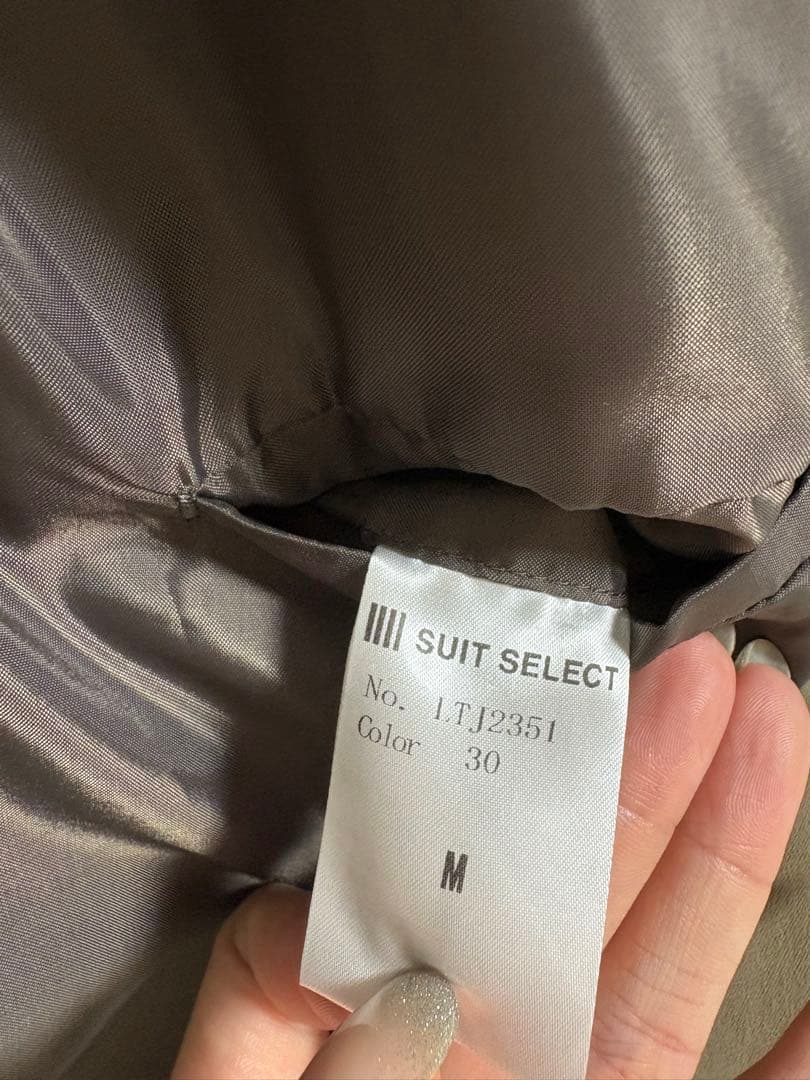 SUIT SELECT
No. LTJ2351
Color 30
M